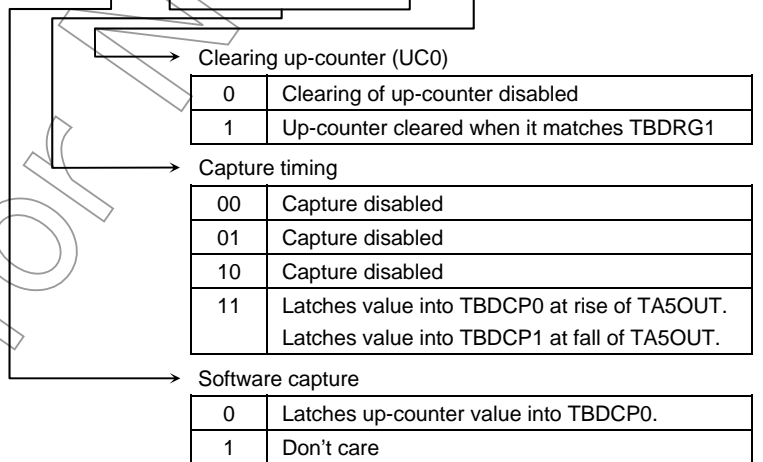 Clearing up-counter (UC0)
0 Clearing of up-counter disabled
1 Up-counter cleared when it matches TBDRG1
Capture timing
00 Capture disabled
01 Capture disabled
10 Capture disabled
11 Latches value into TBDCP0 at rise of TA5OUT.
Latches value into TBDCP1 at fall of TA5OUT.
Software capture
0 Latches up-counter value into TBDCP0.
1 Don't care